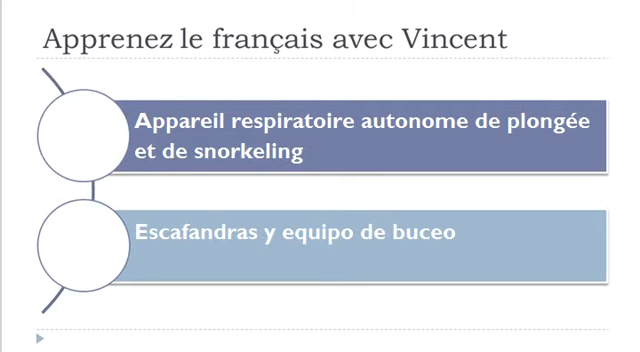 Apprenez le français avec Vincent
Appareil respiratoire autonome de plongée
et de snorkeling
Escafandras y equipo de buceo